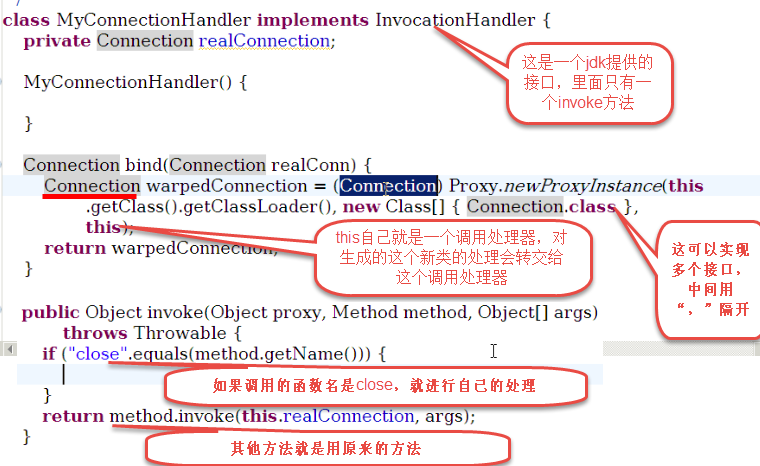 class MyConnectionHandler implements InvocationHandler {
private Connection realConnection;
这是一个jdk提供的
接口，里面只有一
个invoke方法
MyConnectionHandler() {
}
Connection bind(Connection realConn) {
Connection warpedConnection = (Connection) Proxy.newProxyInstance(this
.getClass().getClassLoader(), new Class[] { Connection.class },
this);
return warpedConnection;
}
this自己就是一个调用处理器，对
生成的这个新类的处理会转交给
这个调用处理器
这可以实现
多个接口，
中间用
“，”隔开
public Object invoke(Object proxy, Method method, Object[] args)
throws Throwable {
if ("close".equals(method.getName())) {
如果调用的函数名是close，就进行自己的处理
}
return method.invoke(this.realConnection, args);
}
其他方法就是用原来的方法